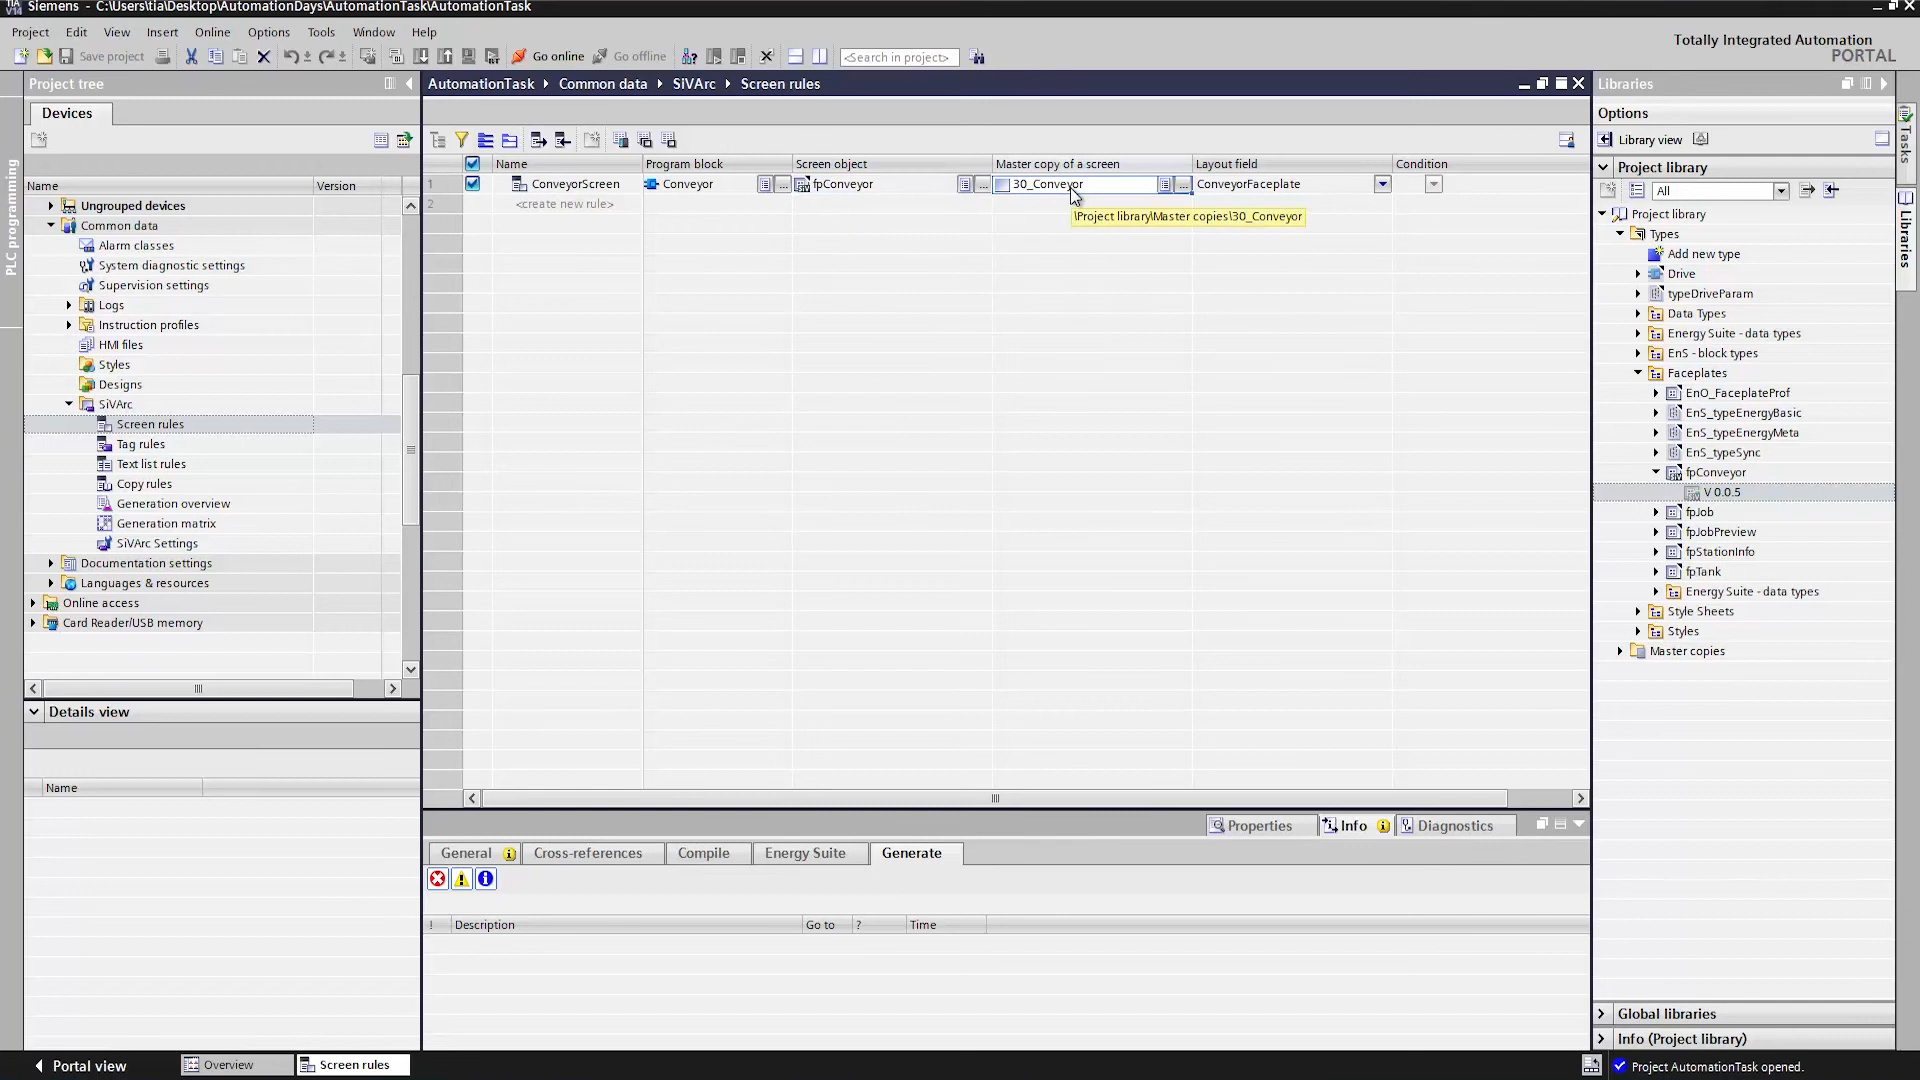 Siemens - C:\Users\tia\Desktop\AutomationDays\AutomationTask\AutomationTask
Project Edit View Insert Online Options Tools Window Help
Totally Integrated Automation
PORTAL
Save project Go online Go offline <Search in project>
Project tree
Devices
Name Version
Ungrouped devices
Common data
Alarm classes
System diagnostic settings
Supervision settings
Logs
Instruction profiles
HMI files
Styles
Designs
SiVArc
Screen rules
Tag rules
Text list rules
Copy rules
Generation overview
Generation matrix
SiVArc Settings
Documentation settings
Languages & resources
Online access
Card Reader/USB memory
Details view
Name
PLC programming
AutomationTask Common data SiVArc Screen rules
Name Program block Screen object Master copy of a screen Layout field Condition
1 ConveyorScreen Conveyor fpConveyor 30_Conveyor ConveyorFaceplate
2 <create new rule>
\Project library\Master copies\30_Conveyor
Properties Info Diagnostics
General Cross-references Compile Energy Suite Generate
! Description Go to ? Time
Libraries
Options
Library view
Project library
All
Project library
Types
Add new type
Drive
typeDriveParam
Data Types
Energy Suite - data types
EnS - block types
Faceplates
EnO_FaceplateProf
EnS_typeEnergyBasic
EnS_typeEnergyMeta
EnS_typeSync
fpConveyor
V 0.0.5
fpJob
fpJobPreview
fpStationInfo
fpTank
Energy Suite - data types
Style Sheets
Styles
Master copies
Global libraries
Info (Project library)
Tasks
Libraries
Portal view Overview Screen rules
Project AutomationTask opened.